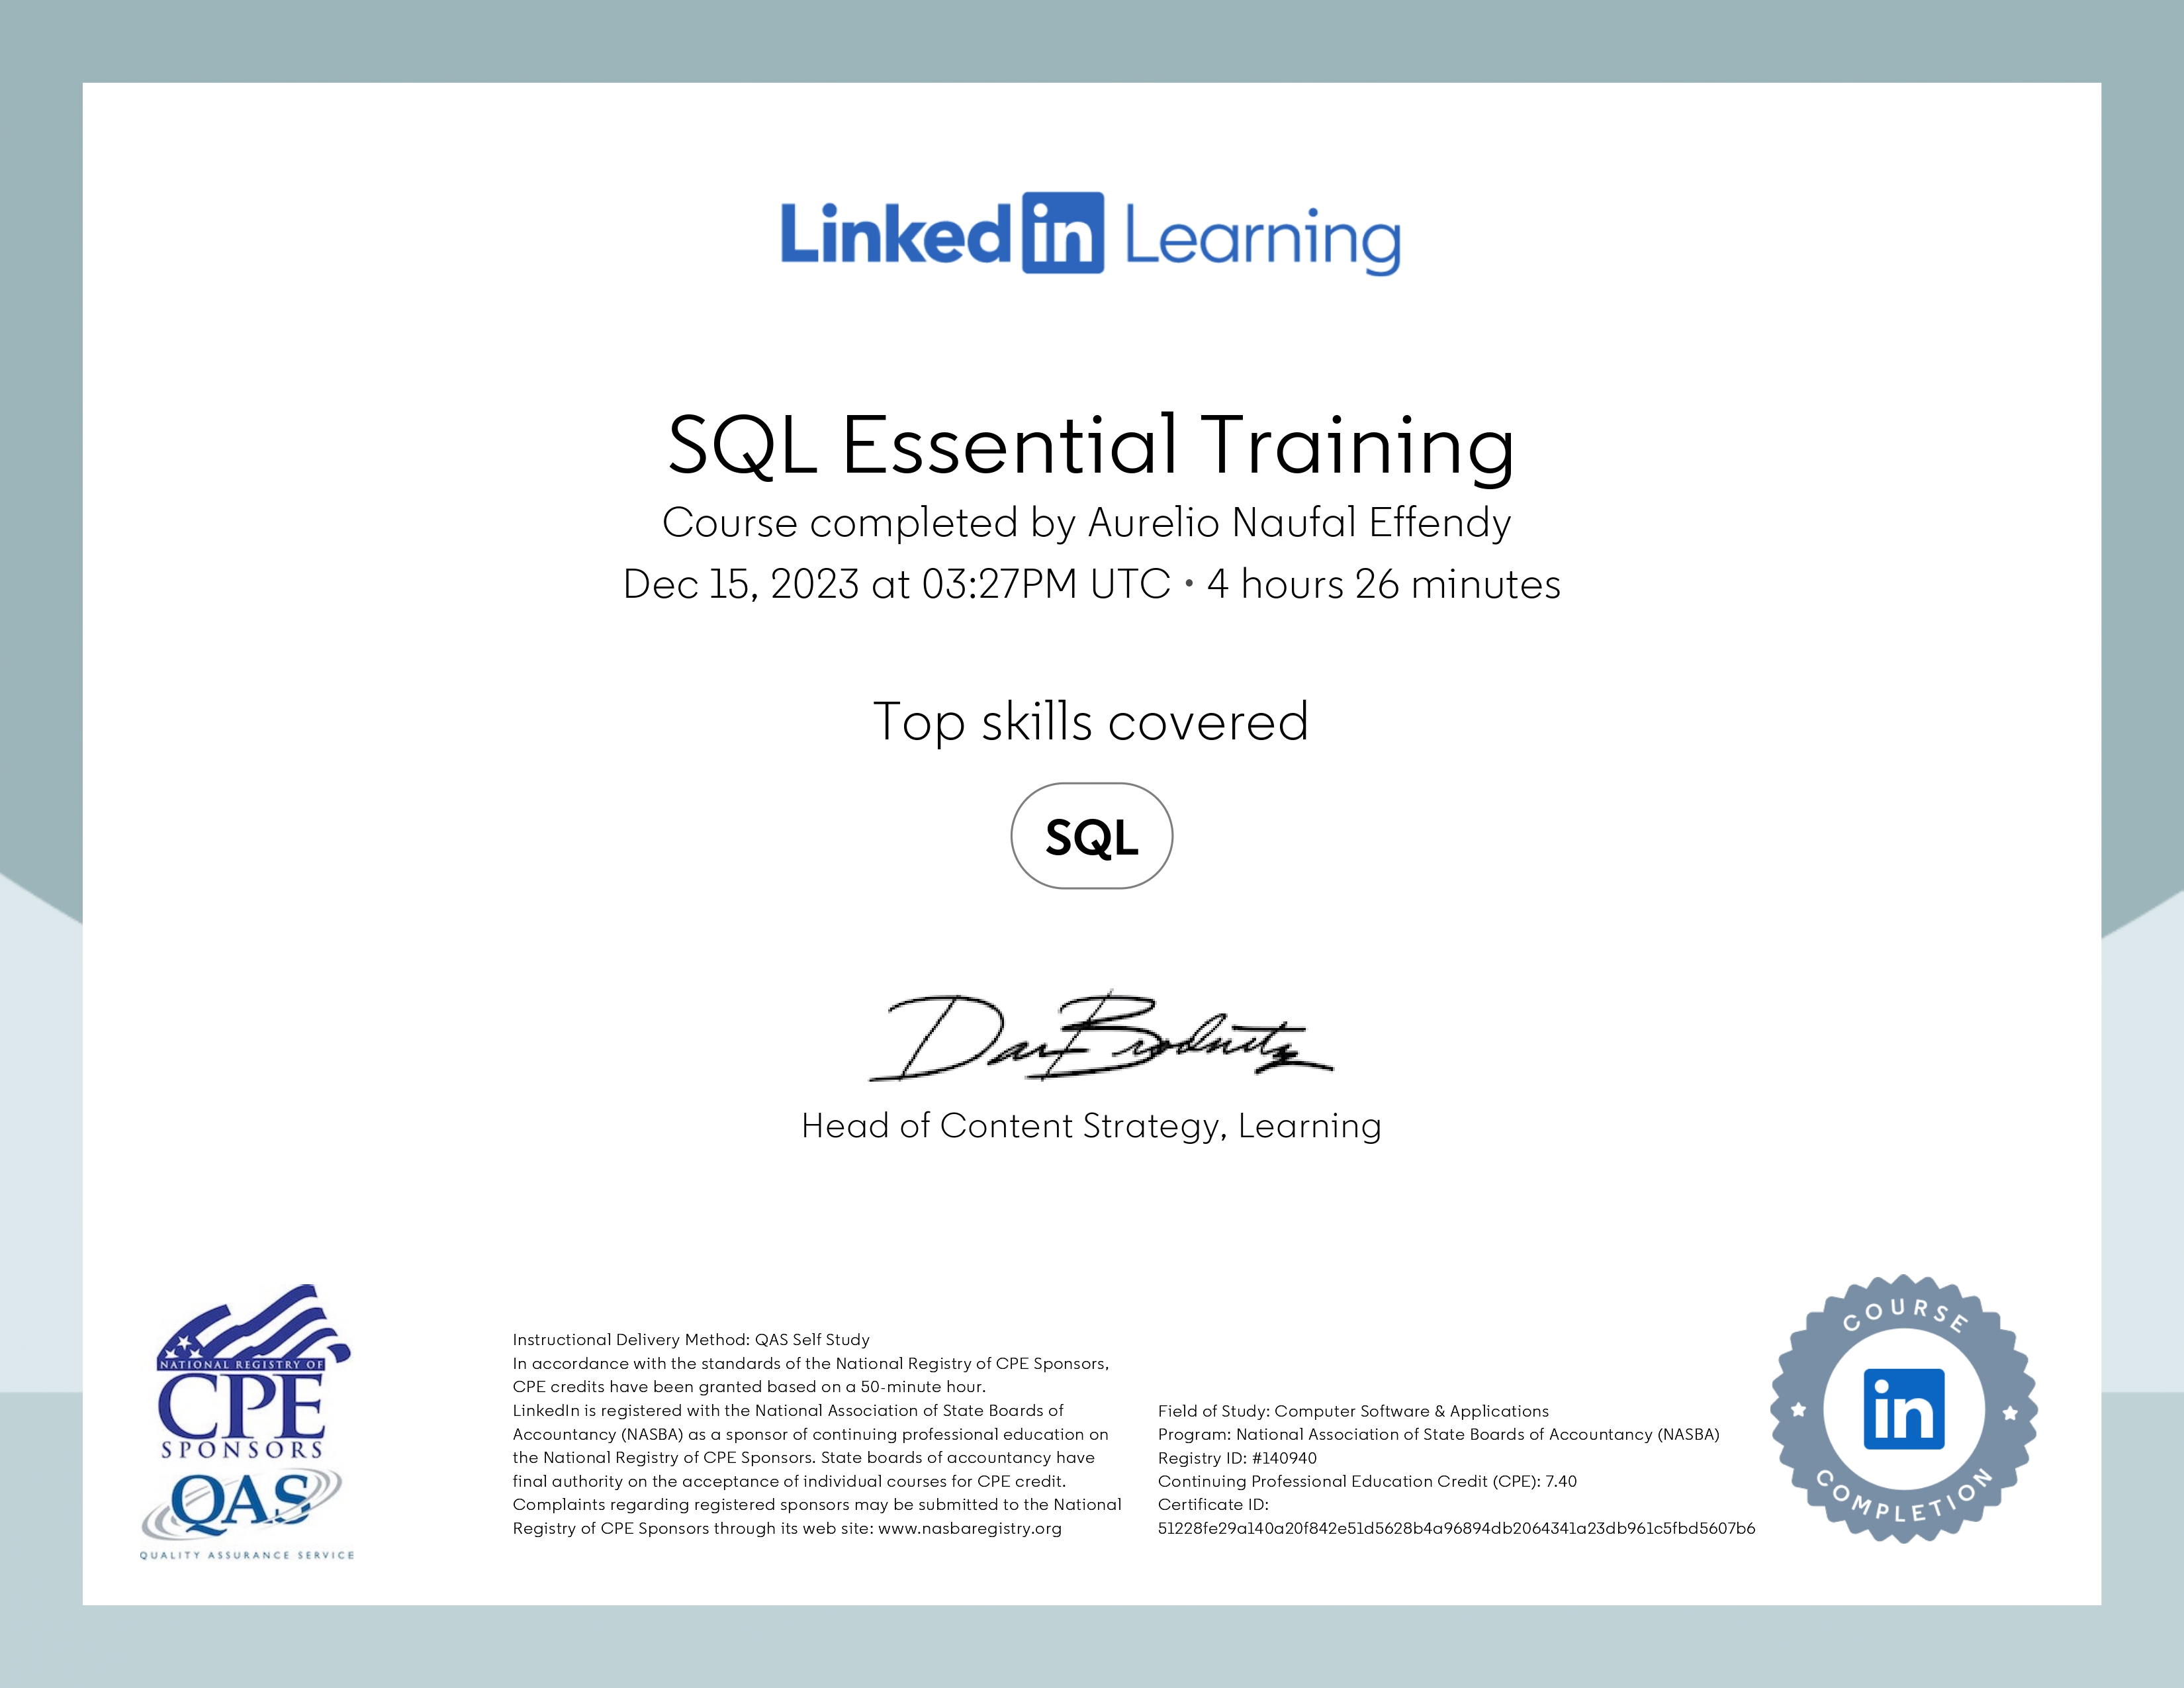 LinkedIn Learning
SQL Essential Training
Course completed by Aurelio Naufal Effendy
Dec 15, 2023 at 03:27PM UTC • 4 hours 26 minutes
Top skills covered
SQL
Head of Content Strategy, Learning
NATIONAL REGISTRY OF
CPE
SPONSORS
QAS
QUALITY ASSURANCE SERVICE
Instructional Delivery Method: QAS Self Study
In accordance with the standards of the National Registry of CPE Sponsors,
CPE credits have been granted based on a 50-minute hour.
LinkedIn is registered with the National Association of State Boards of
Accountancy (NASBA) as a sponsor of continuing professional education on
the National Registry of CPE Sponsors. State boards of accountancy have
final authority on the acceptance of individual courses for CPE credit.
Complaints regarding registered sponsors may be submitted to the National
Registry of CPE Sponsors through its web site: www.nasbaregistry.org
Field of Study: Computer Software & Applications
Program: National Association of State Boards of Accountancy (NASBA)
Registry ID: #140940
Continuing Professional Education Credit (CPE): 7.40
Certificate ID:
51228fe29a140a20f842e51d5628b4a96894db2064341a23db961c5fbd5607b6
COURSE
in
COMPLETION